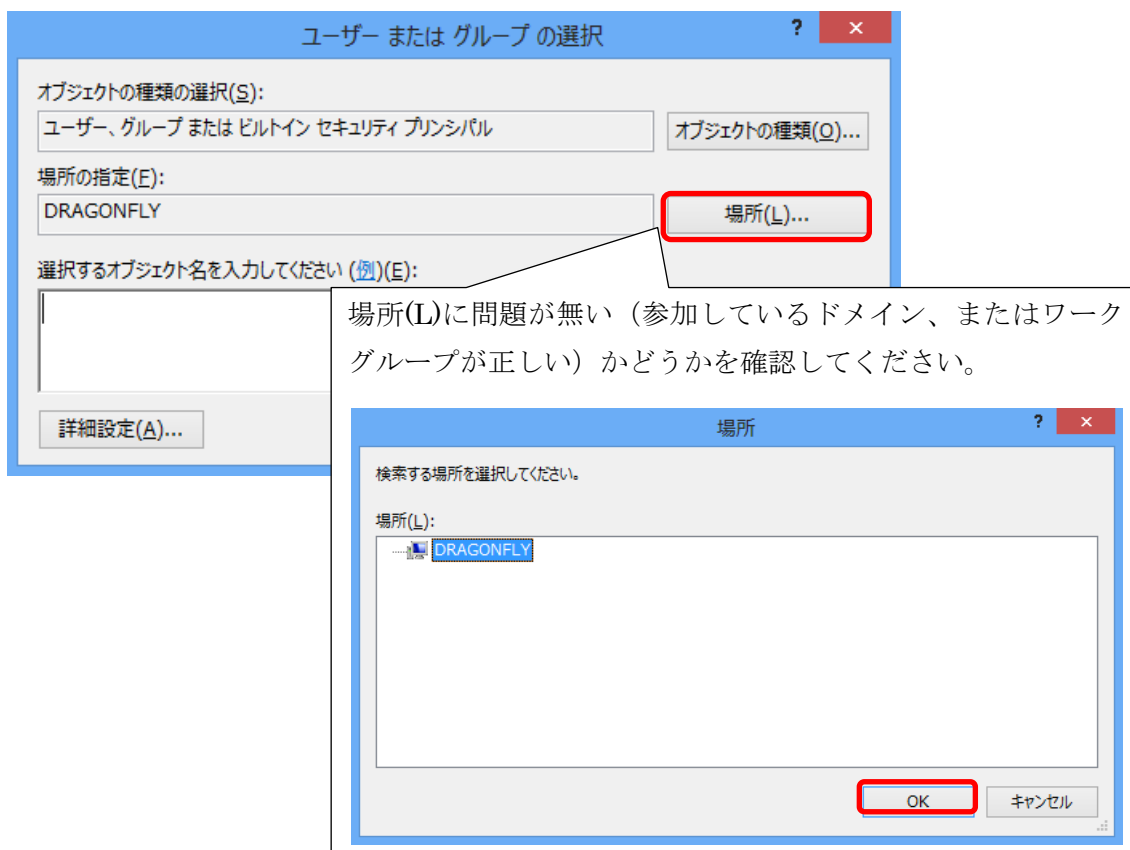 ユーザー または グループ の選択
? ×
オブジェクトの種類の選択(S):
ユーザー、グループ または ビルトイン セキュリティ プリンシパル
オブジェクトの種類(O)...
場所の指定(F):
DRAGONFLY
場所(L)...
選択するオブジェクト名を入力してください (例)(E):
詳細設定(A)...
場所(L)に問題が無い（参加しているドメイン、またはワーク
グループが正しい）かどうかを確認してください。
場所
? ×
検索する場所を選択してください。
場所(L):
DRAGONFLY
OK
キャンセル